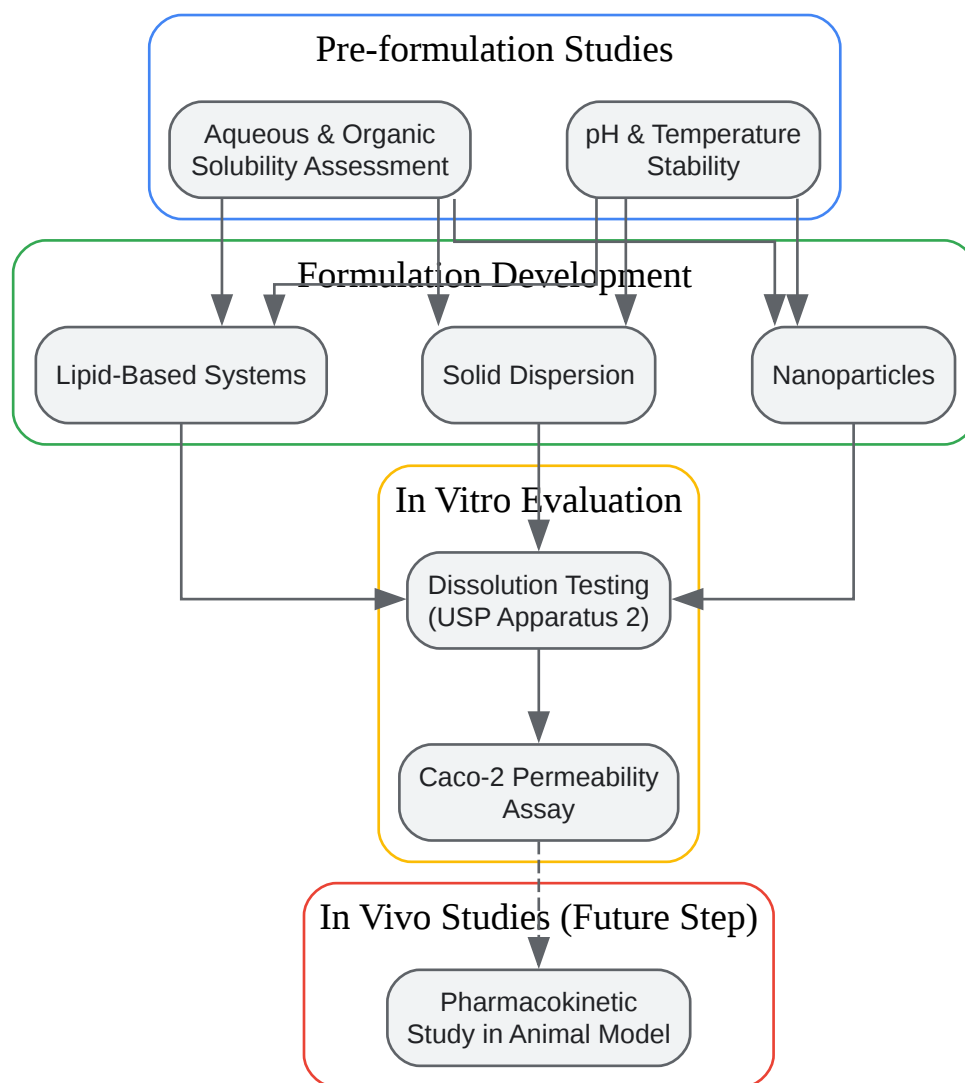 Pre-formulation Studies
Aqueous & Organic
Solubility Assessment
pH & Temperature
Stability
Formulation Development
Lipid-Based Systems
Solid Dispersion
Nanoparticles
In Vitro Evaluation
Dissolution Testing
(USP Apparatus 2)
Caco-2 Permeability
Assay
In Vivo Studies (Future Step)
Pharmacokinetic
Study in Animal Model